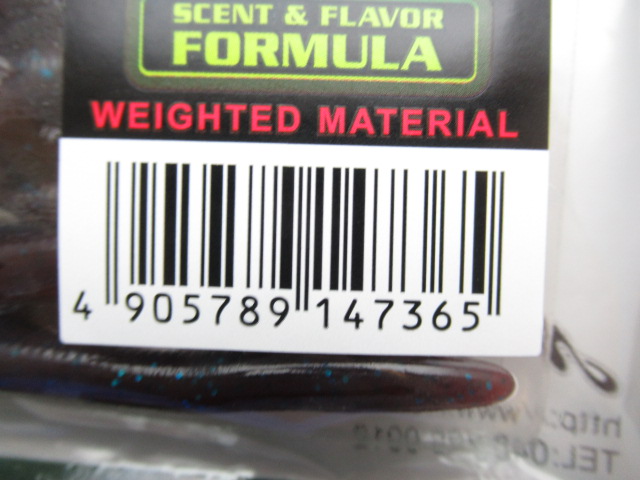 SCENT & FLAVOR
FORMULA
WEIGHTED MATERIAL
4 905789 147365